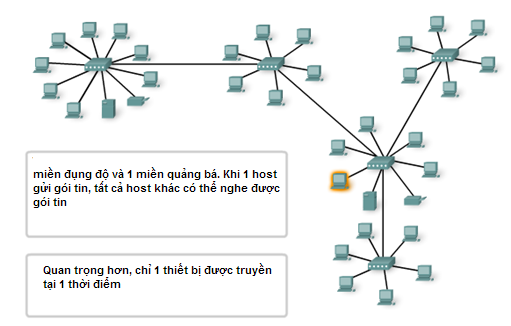 miền đụng độ và 1 miền quảng bá. Khi 1 host
gửi gói tin, tất cả host khác có thể nghe được
gói tin
Quan trọng hơn, chỉ 1 thiết bị được truyền
tại 1 thời điểm